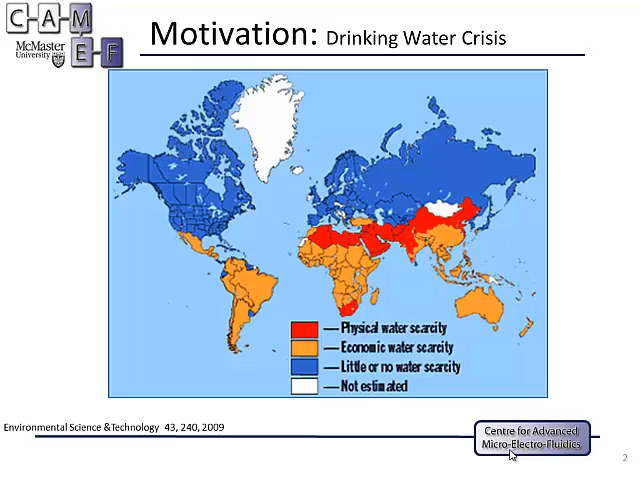 C-A-M
E-F
McMaster
University
Motivation: Drinking Water Crisis
Physical water scarcity
Economic water scarcity
Little or no water scarcity
Not estimated
Environmental Science &Technology 43, 240, 2009
Centre for Advanced
Micro-Electro-Fluidics
2